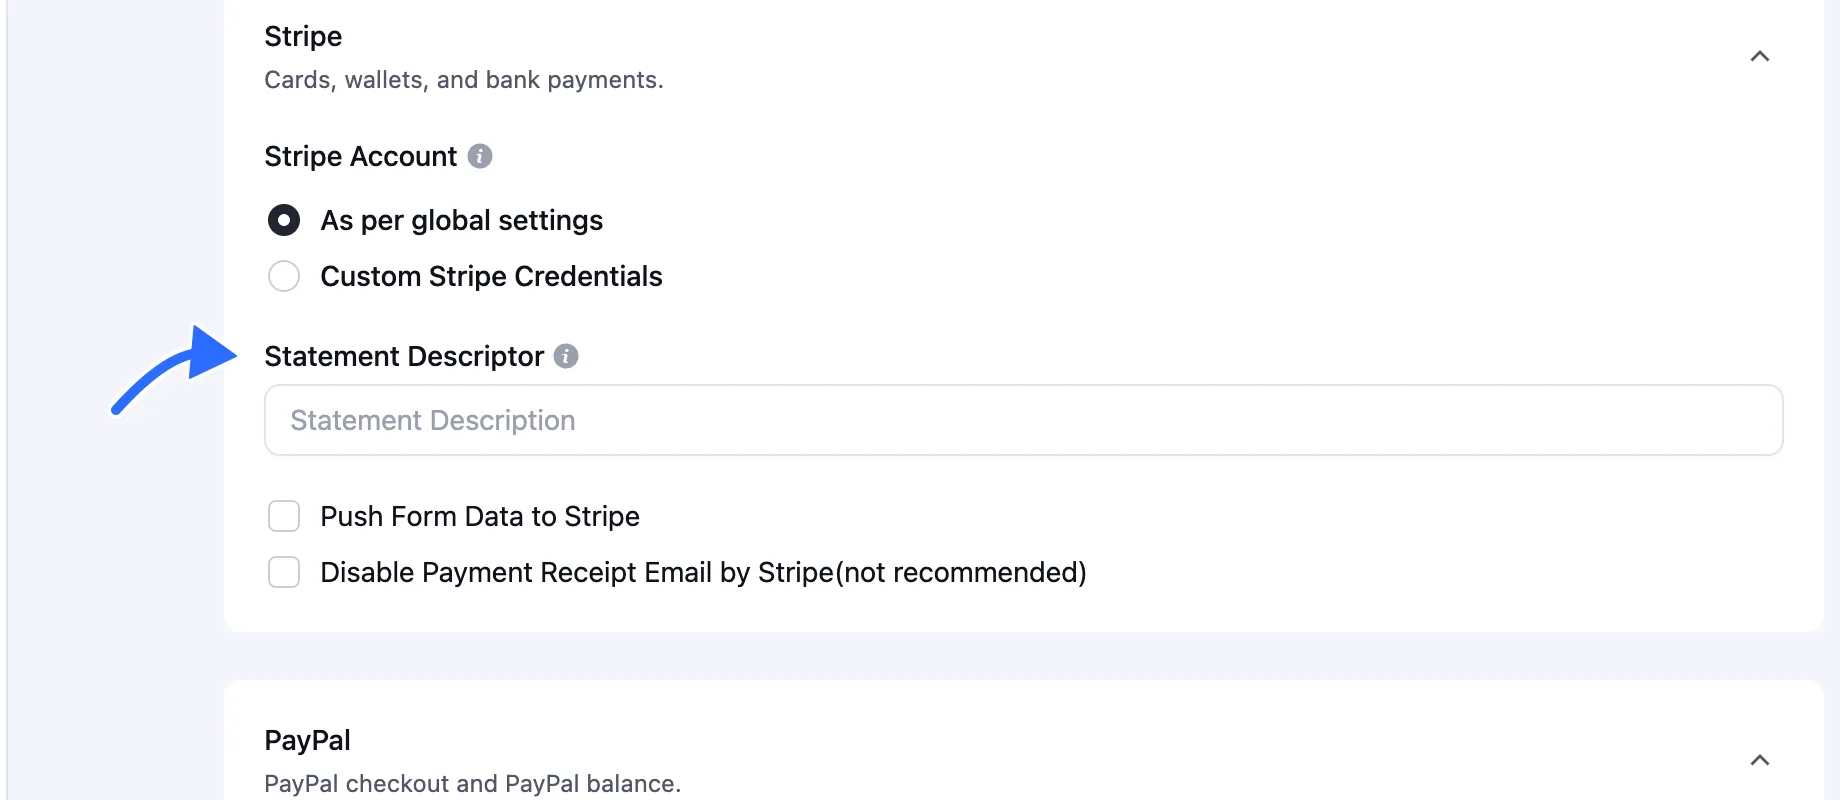 Stripe
Cards, wallets, and bank payments.
Stripe Account
As per global settings
Custom Stripe Credentials
Statement Descriptor
Statement Description
Push Form Data to Stripe
Disable Payment Receipt Email by Stripe(not recommended)
PayPal
PayPal checkout and PayPal balance.